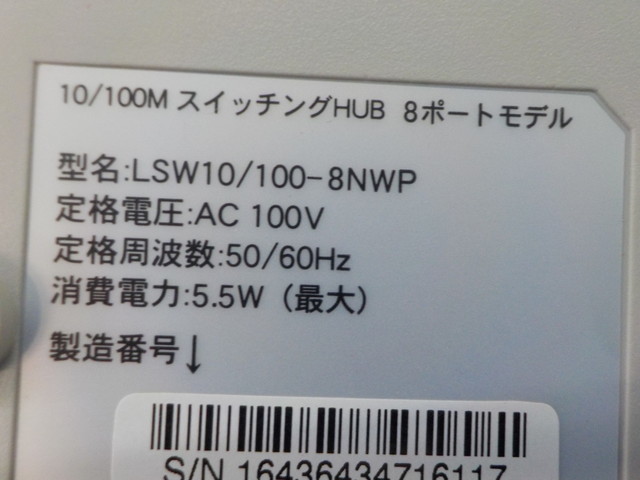 10/100M スイッチングHUB 8ポートモデル
型名:LSW10/100-8NWP
定格電圧:AC 100V
定格周波数:50/60Hz
消費電力:5.5W (最大)
製造番号↓
S/N 16436434716117